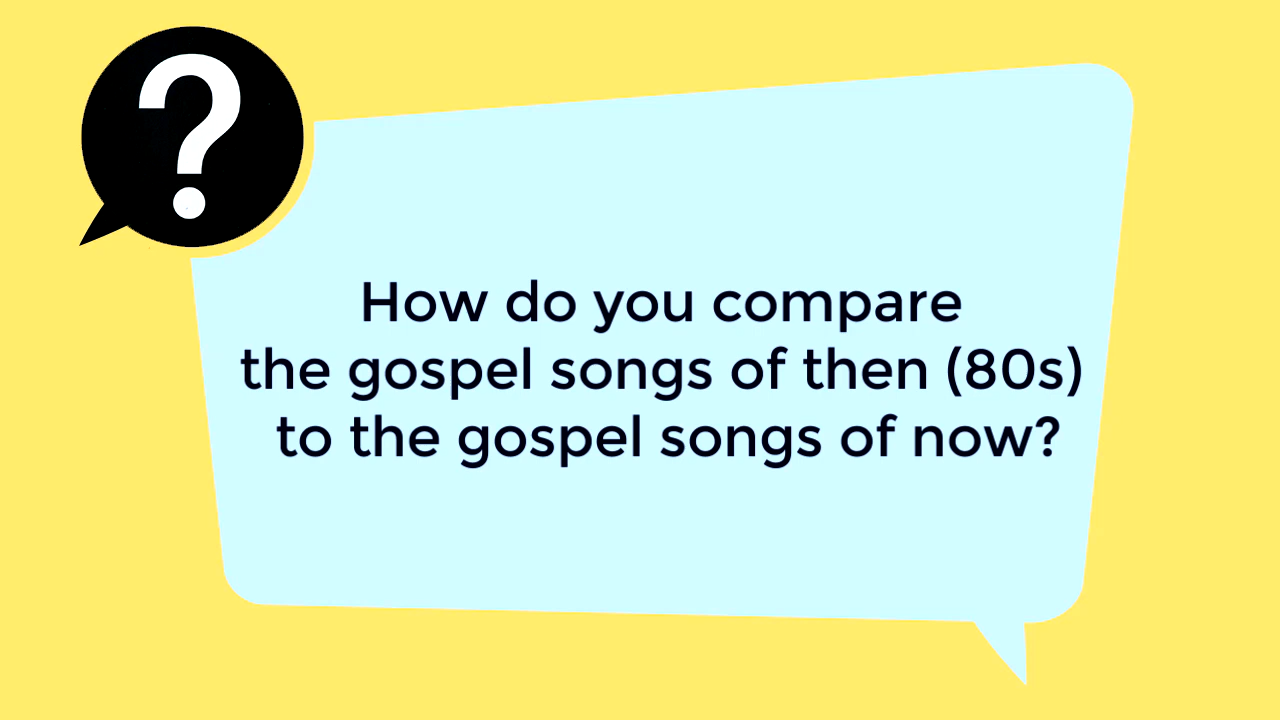 ?
How do you compare
the gospel songs of then (80s)
to the gospel songs of now?